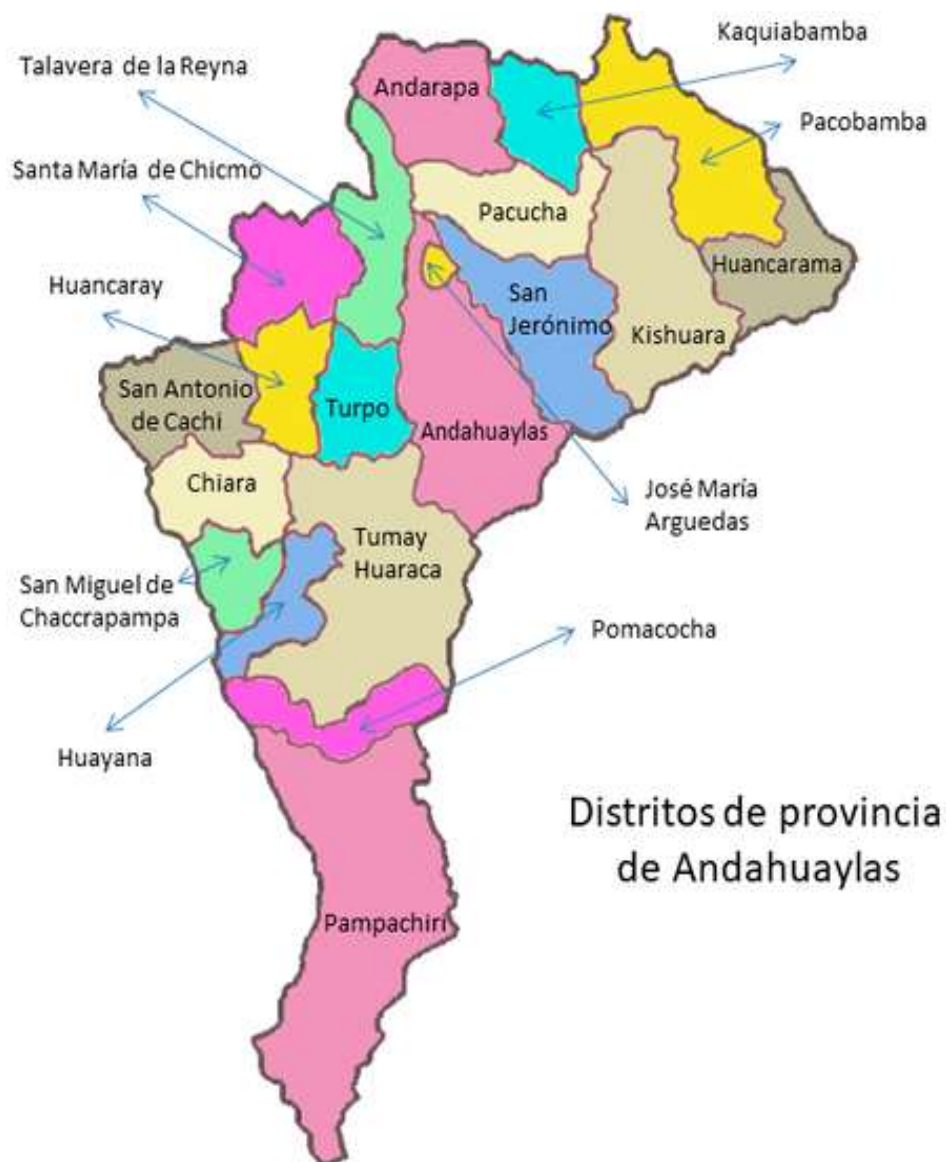 Kaquiabamba
Talavera de la Reyna
Andarapa
Pacobamba
Santa María de Chicmo
Pacucha
Huancarama
Huancaray
San
Jerónimo
Kishuara
San Antonio
de Cachi
Turpo
Andahuaylas
Chiara
José María
Arguedas
Tumay
Huaraca
San Miguel de
Chaccrapampa
Pomacocha
Huayana
Distritos de provincia
de Andahuaylas
Pampachiri